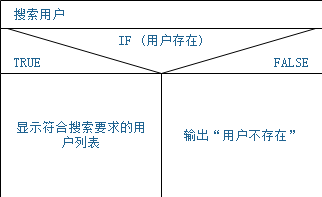 搜索用户
IF (用户存在)
TRUE
FALSE
显示符合搜索要求的用
户列表
输出“用户不存在”